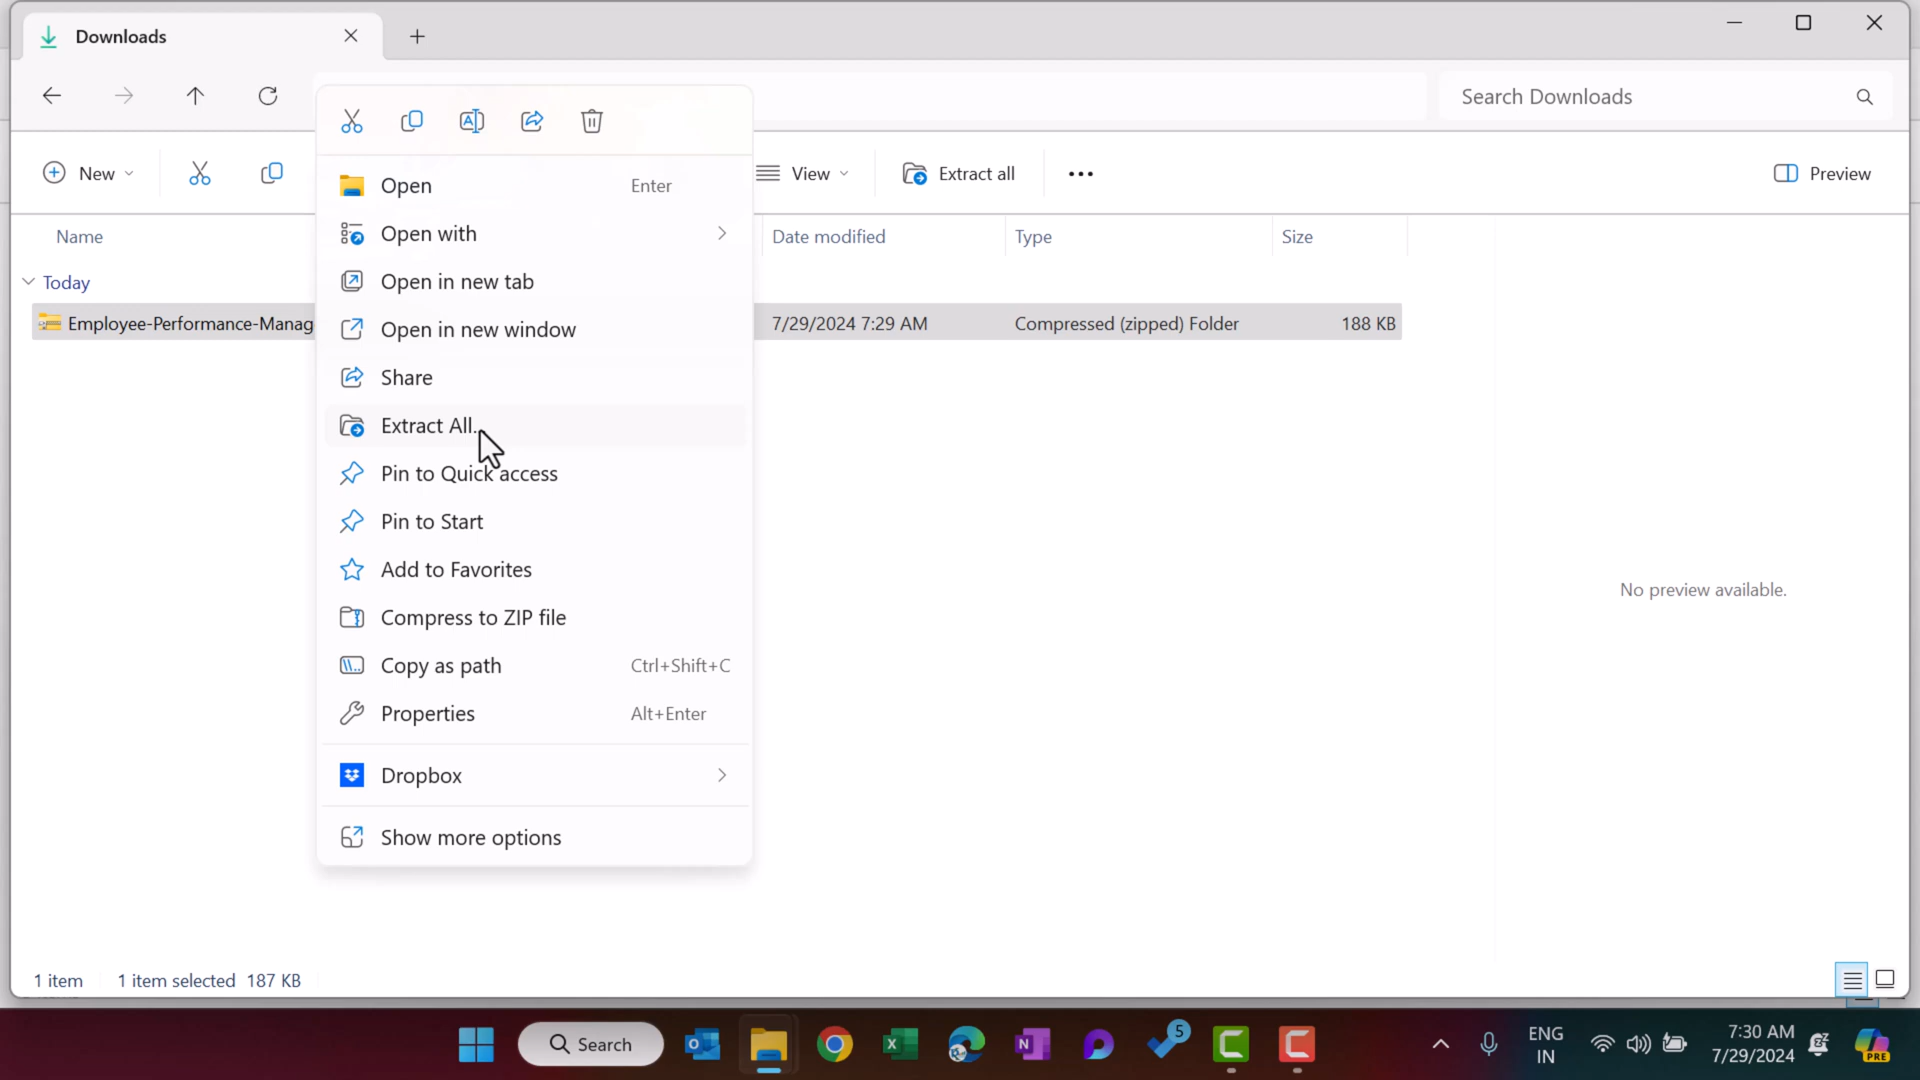 Downloads
Search Downloads
New
View
Extract all
Preview
Open Enter
Open with
Open in new tab
Open in new window
Share
Extract All...
Pin to Quick access
Pin to Start
Add to Favorites
Compress to ZIP file
Copy as path Ctrl+Shift+C
Properties Alt+Enter
Dropbox
Show more options
Name Date modified Type Size
Today
Employee-Performance-Manag 7/29/2024 7:29 AM Compressed (zipped) Folder 188 KB
No preview available.
1 item 1 item selected 187 KB
Search
5
ENG
IN
7:30 AM
7/29/2024
PRE